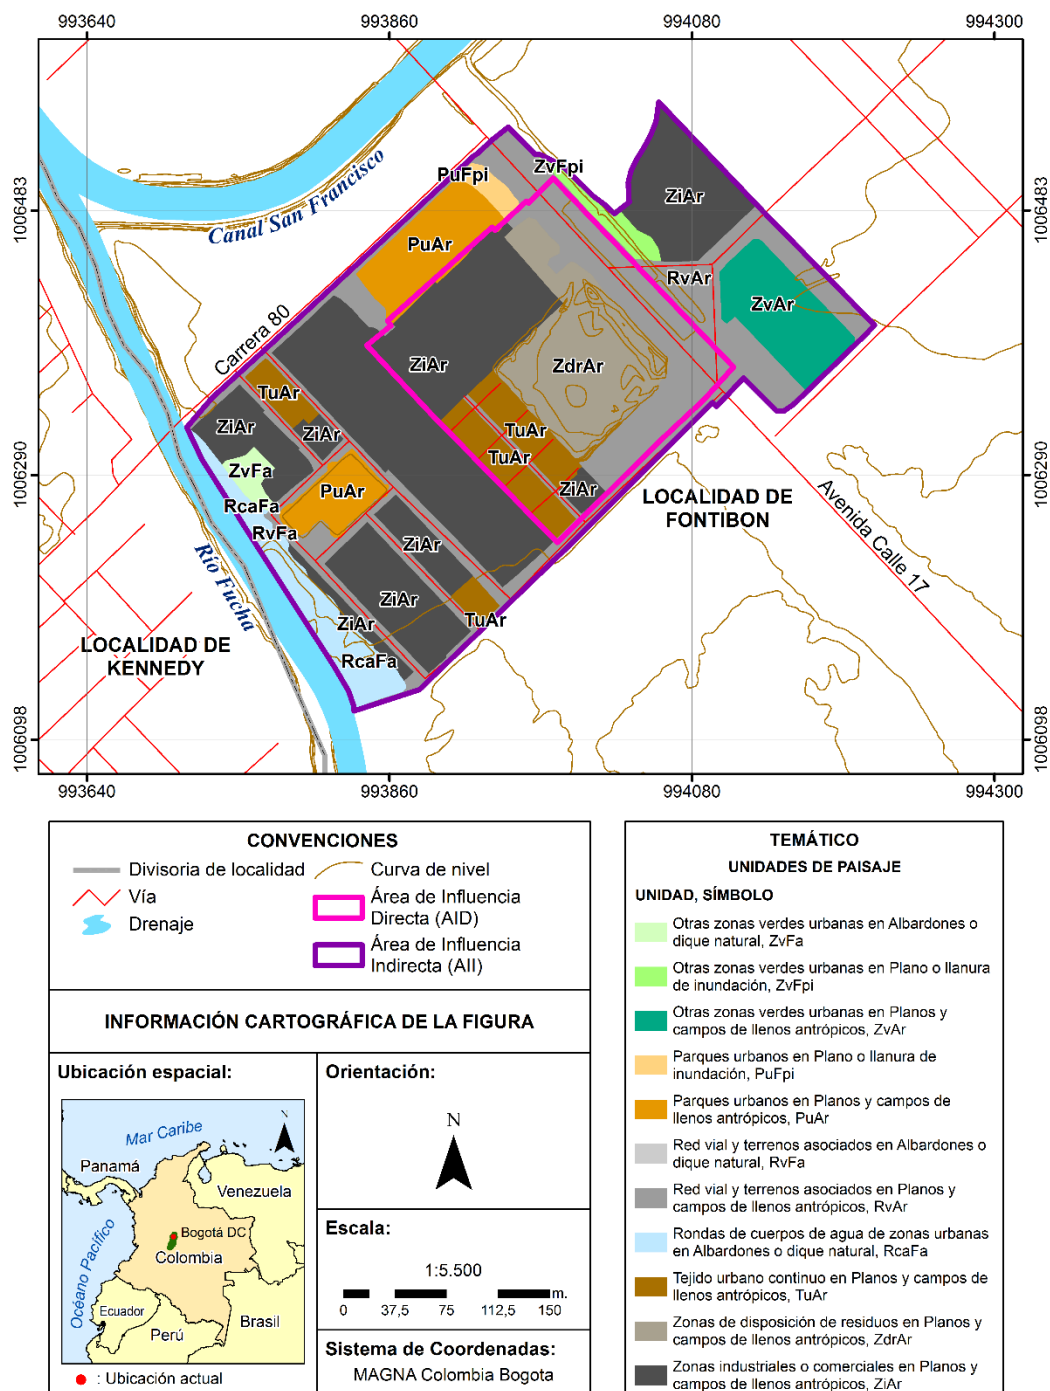 993640 993860 994080 994300
1006483
1006290
1006098
1006483
1006290
1006098
Canal San Francisco
PuFpi
ZvFpi
ZiAr
PuAr
RvAr
ZvAr
Carrera 80
ZiAr
ZdrAr
TuAr
ZiAr
ZiAr
TuAr
TuAr
ZvFa
PuAr
ZiAr
RcaFa
RvFa
LOCALIDAD DE
FONTIBON
Avenida Calle 17
ZiAr
ZiAr
Río Fucha
ZiAr
TuAr
LOCALIDAD DE
KENNEDY
RcaFa
993640 993860 994080 994300
CONVENCIONES
Divisoria de localidad
Vía
Drenaje
Curva de nivel
Área de Influencia
Directa (AID)
Área de Influencia
Indirecta (AII)
INFORMACIÓN CARTOGRÁFICA DE LA FIGURA
Ubicación espacial:
N
Mar Caribe
Panamá
Venezuela
Océano Pacífico
Bogotá DC
Colombia
Ecuador
Perú
Brasil
: Ubicación actual
Orientación:
N
Escala:
1:5.500
0 37,5 75 112,5 150 m.
Sistema de Coordenadas:
MAGNA Colombia Bogota
TEMÁTICO
UNIDADES DE PAISAJE
UNIDAD, SÍMBOLO
Otras zonas verdes urbanas en Albardones o
dique natural, ZvFa
Otras zonas verdes urbanas en Plano o llanura
de inundación, ZvFpi
Otras zonas verdes urbanas en Planos y
campos de llenos antrópicos, ZvAr
Parques urbanos en Plano o llanura de
inundación, PuFpi
Parques urbanos en Planos y campos de
llenos antrópicos, PuAr
Red vial y terrenos asociados en Albardones o
dique natural, RvFa
Red vial y terrenos asociados en Planos y
campos de llenos antrópicos, RvAr
Rondas de cuerpos de agua de zonas urbanas
en Albardones o dique natural, RcaFa
Tejido urbano continuo en Planos y campos de
llenos antrópicos, TuAr
Zonas de disposición de residuos en Planos y
campos de llenos antrópicos, ZdrAr
Zonas industriales o comerciales en Planos y
campos de llenos antrópicos, ZiAr